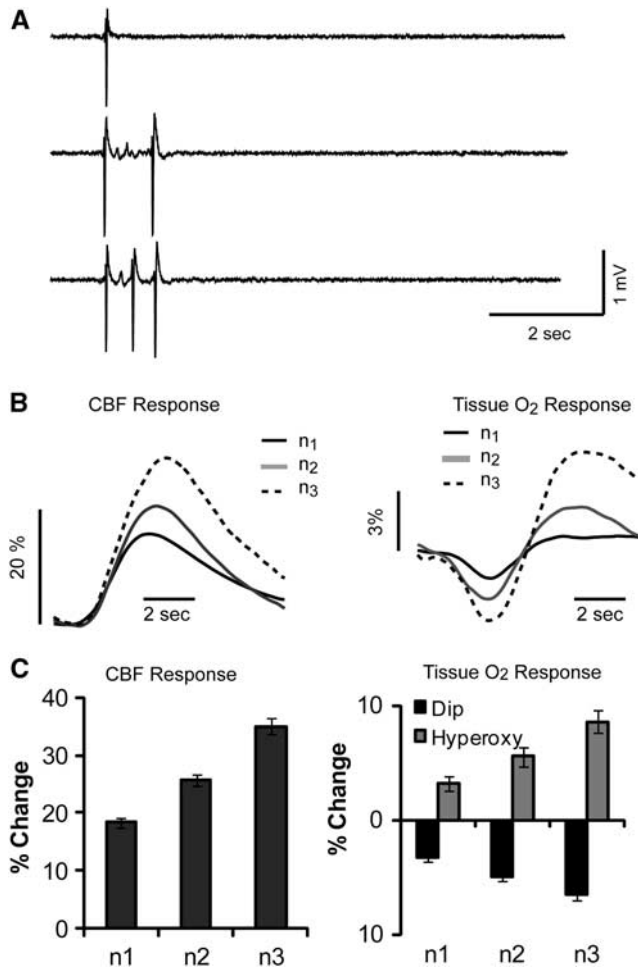 A
1 mV
2 sec
B
CBF Response
n1
n2
n3
20 %
2 sec
Tissue O2 Response
n1
n2
n3
3%
2 sec
C
CBF Response
% Change
40
30
20
10
0
n1 n2 n3
Tissue O2 Response
Dip
Hyperoxy
% Change
10
0
10
n1 n2 n3